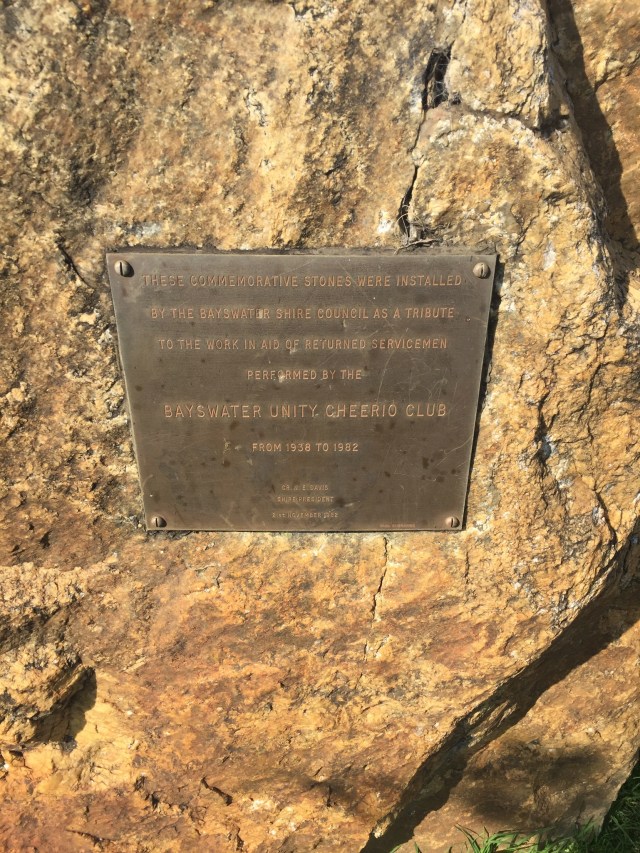 THESE COMMEMORATIVE STONES WERE INSTALLED
BY THE BAYSWATER SHIRE COUNCIL AS A TRIBUTE
TO THE WORK IN AID OF RETURNED SERVICEMEN
PERFORMED BY THE
BAYSWATER UNITY CHEERIO CLUB
FROM 1938 TO 1982
SHIRE PRESIDENT
NOVEMBER